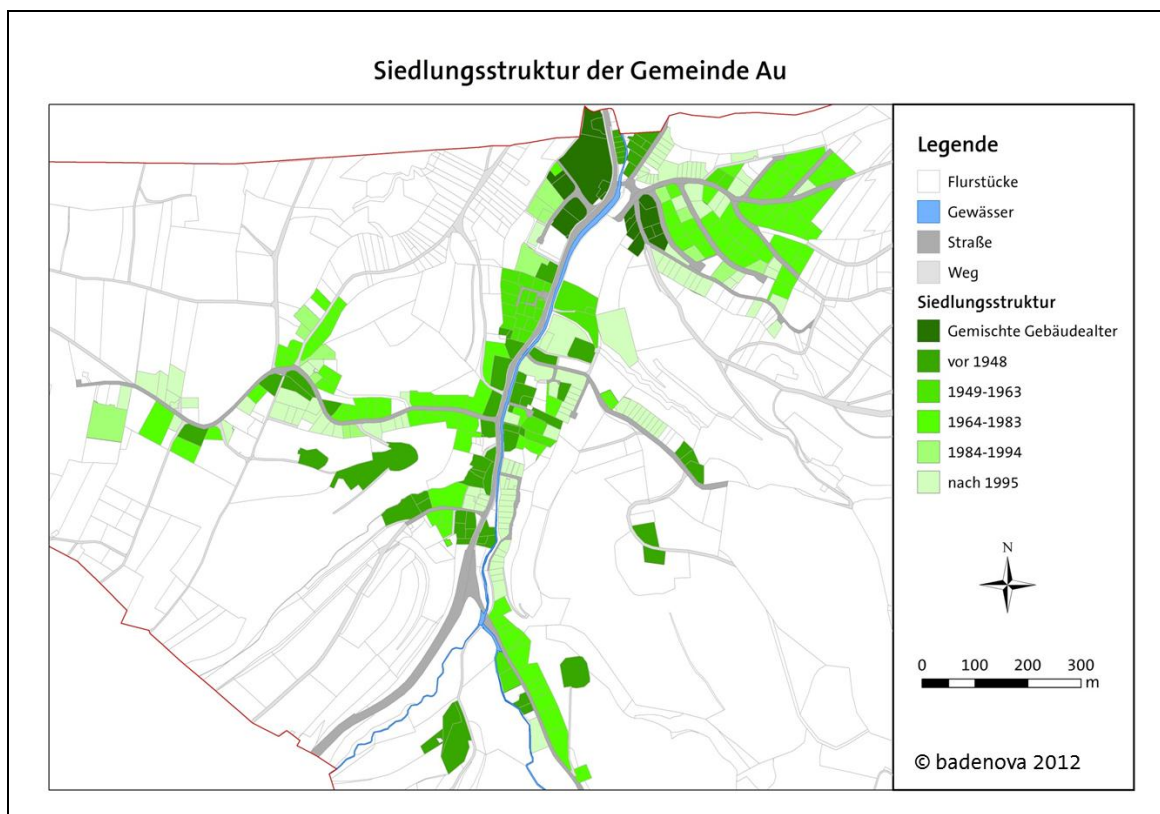 Siedlungsstruktur der Gemeinde Au
Legende
Flurstücke
Gewässer
Straße
Weg
Siedlungsstruktur
Gemischte Gebäudealter
vor 1948
1949-1963
1964-1983
1984-1994
nach 1995
N
0 100 200 300
m
© badenova 2012